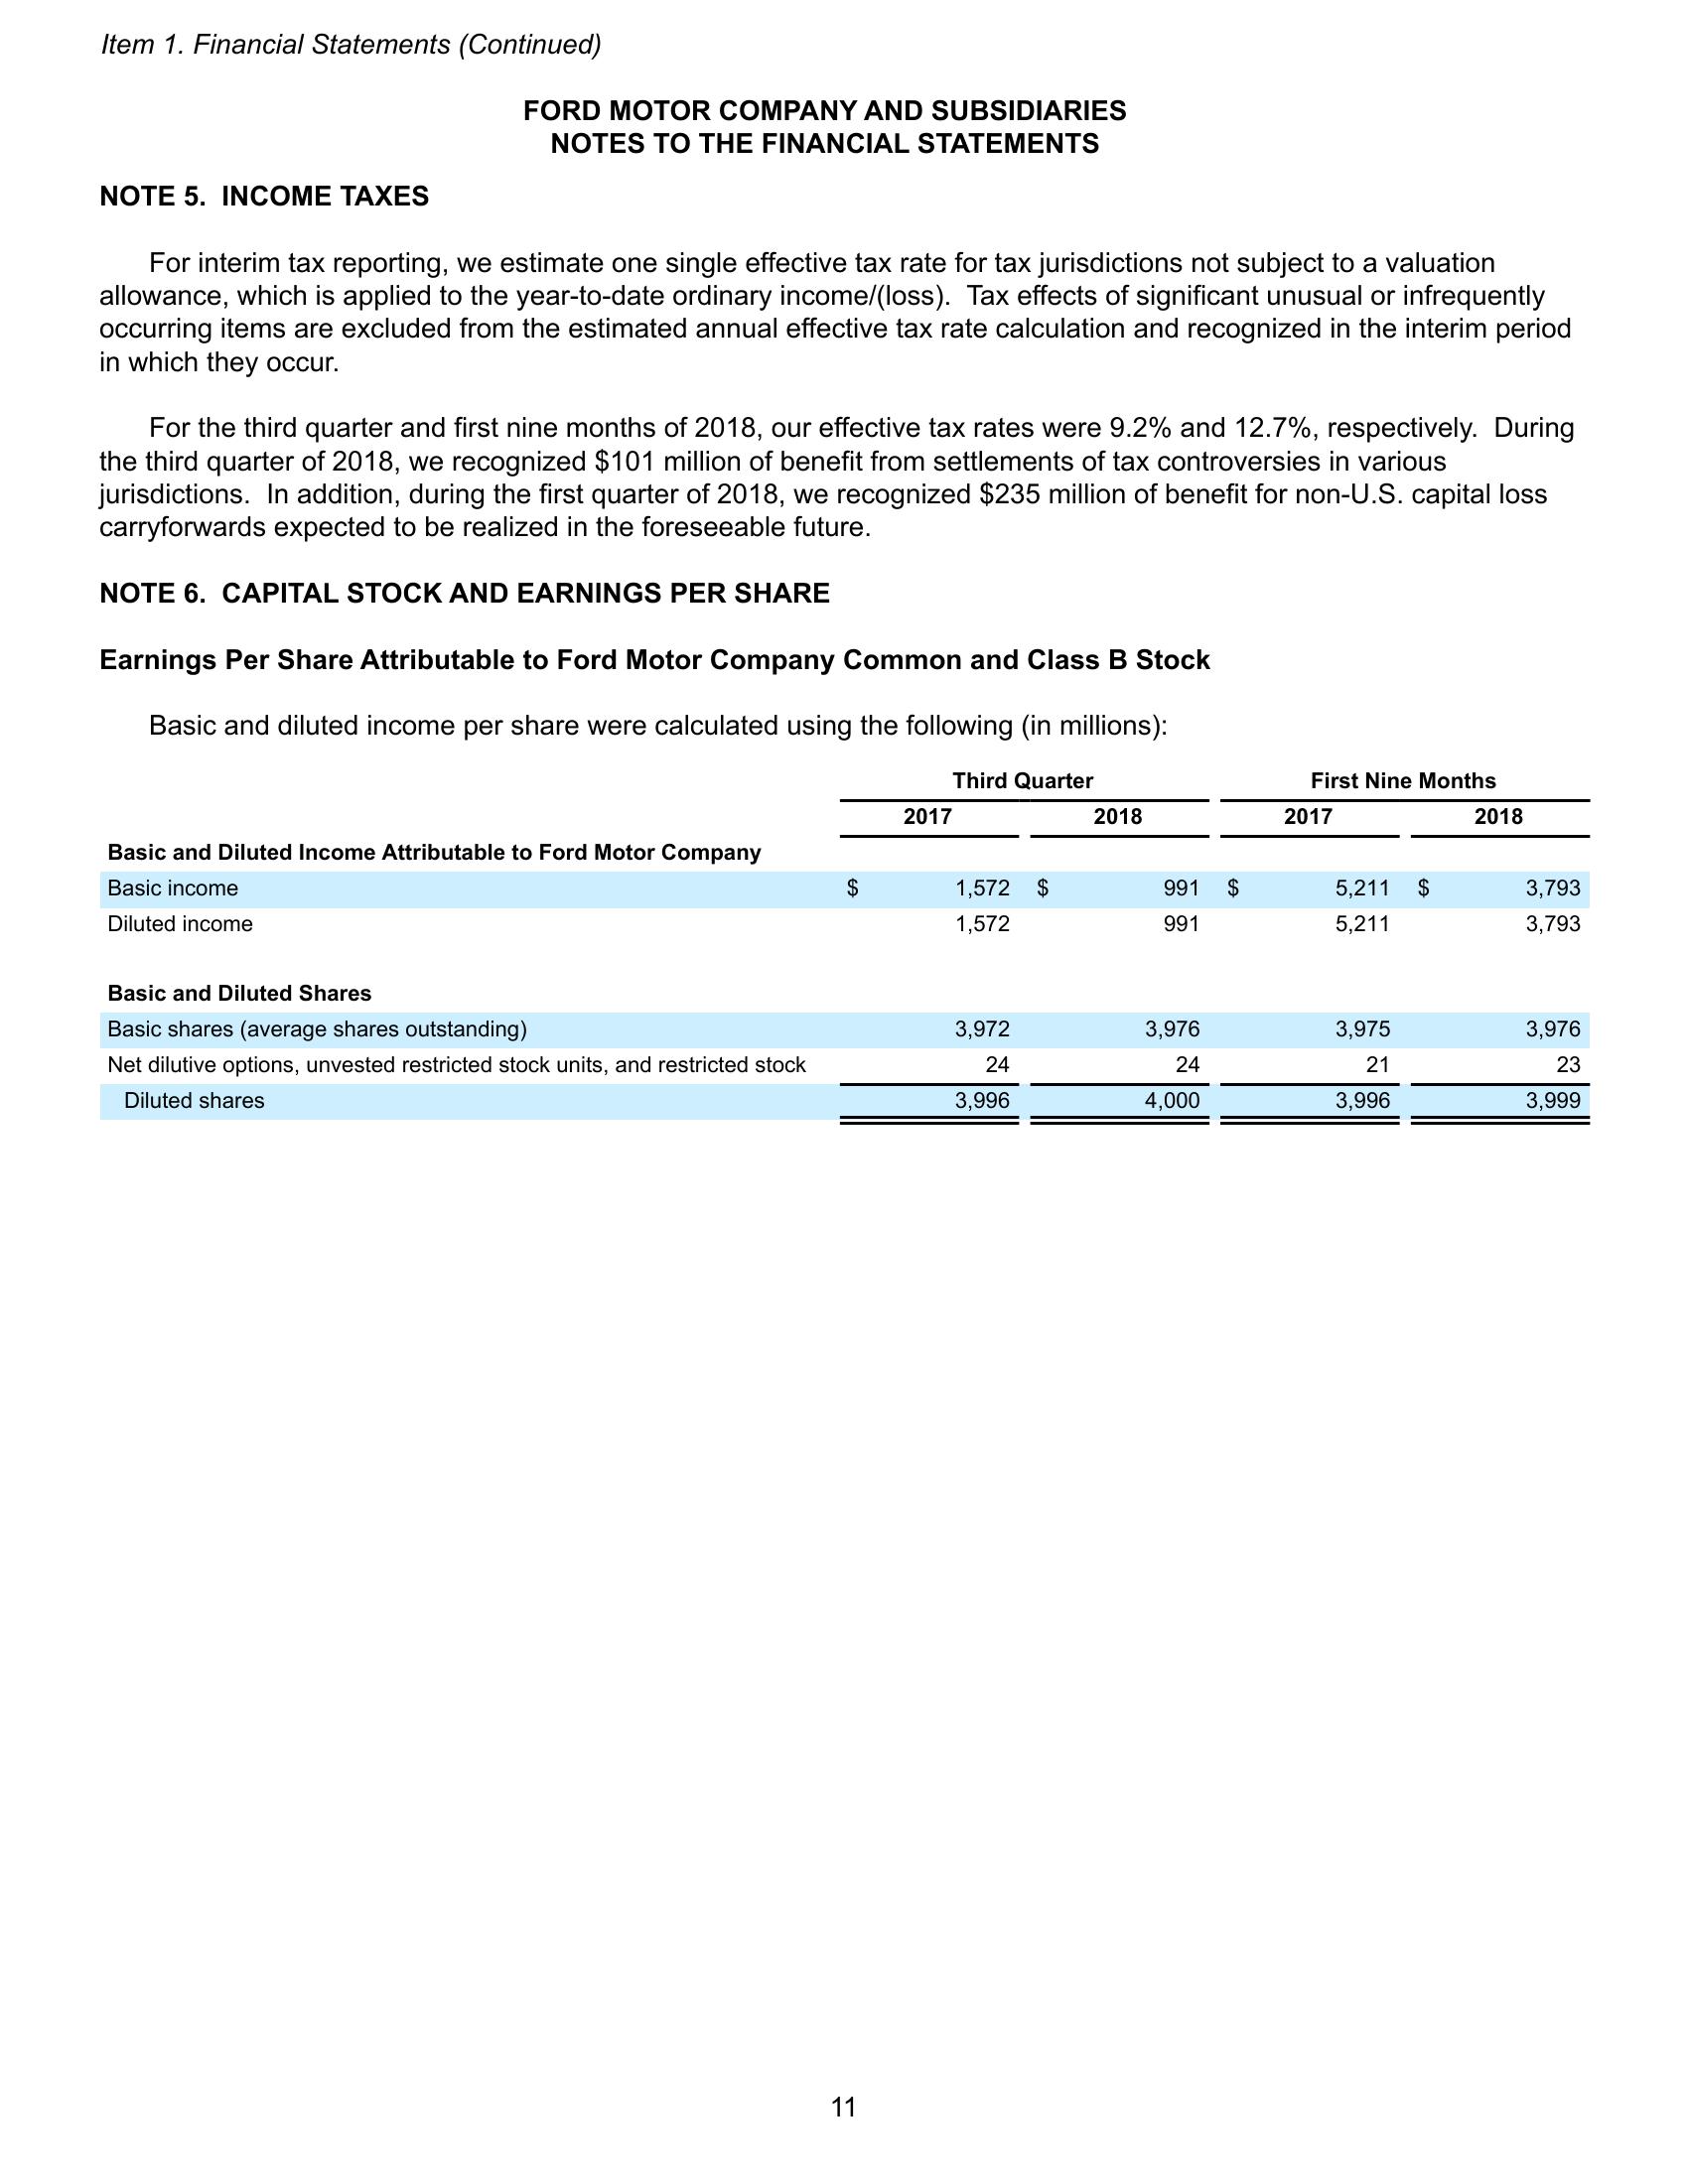 Item 1. Financial Statements (Continued)
FORD MOTOR COMPANY AND SUBSIDIARIES
NOTES TO THE FINANCIAL STATEMENTS
NOTE 5.  INCOME TAXES
For interim tax reporting, we estimate one single effective tax rate for tax jurisdictions not subject to a valuation
allowance, which is applied to the year-to-date ordinary income/(loss).  Tax effects of significant unusual or infrequently
occurring items are excluded from the estimated annual effective tax rate calculation and recognized in the interim period
in which they occur.
For the third quarter and first nine months of 2018, our effective tax rates were 9.2% and 12.7%, respectively.  During
the third quarter of 2018, we recognized $101 million of benefit from settlements of tax controversies in various
jurisdictions.  In addition, during the first quarter of 2018, we recognized $235 million of benefit for non-U.S. capital loss
carryforwards expected to be realized in the foreseeable future.
NOTE 6.  CAPITAL STOCK AND EARNINGS PER SHARE
Earnings Per Share Attributable to Ford Motor Company Common and Class B Stock
Basic and diluted income per share were calculated using the following (in millions):
Third Quarter First Nine Months
2017 2018 2017 2018
Basic and Diluted Income Attributable to Ford Motor Company
Basic income $ 1,572 $ 991 $ 5,211 $ 3,793
Diluted income 1,572 991 5,211 3,793
Basic and Diluted Shares
Basic shares (average shares outstanding) 3,972 3,976 3,975 3,976
Net dilutive options, unvested restricted stock units, and restricted stock 24 24 21 23
Diluted shares 3,996 4,000 3,996 3,999
11